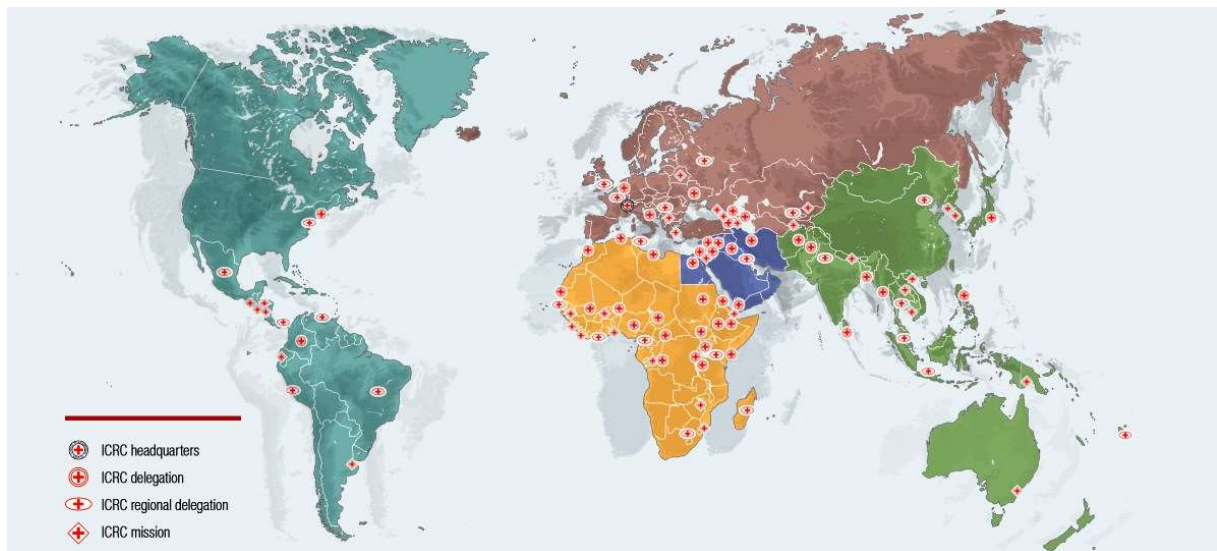 ICRC headquarters
ICRC delegation
ICRC regional delegation
ICRC mission